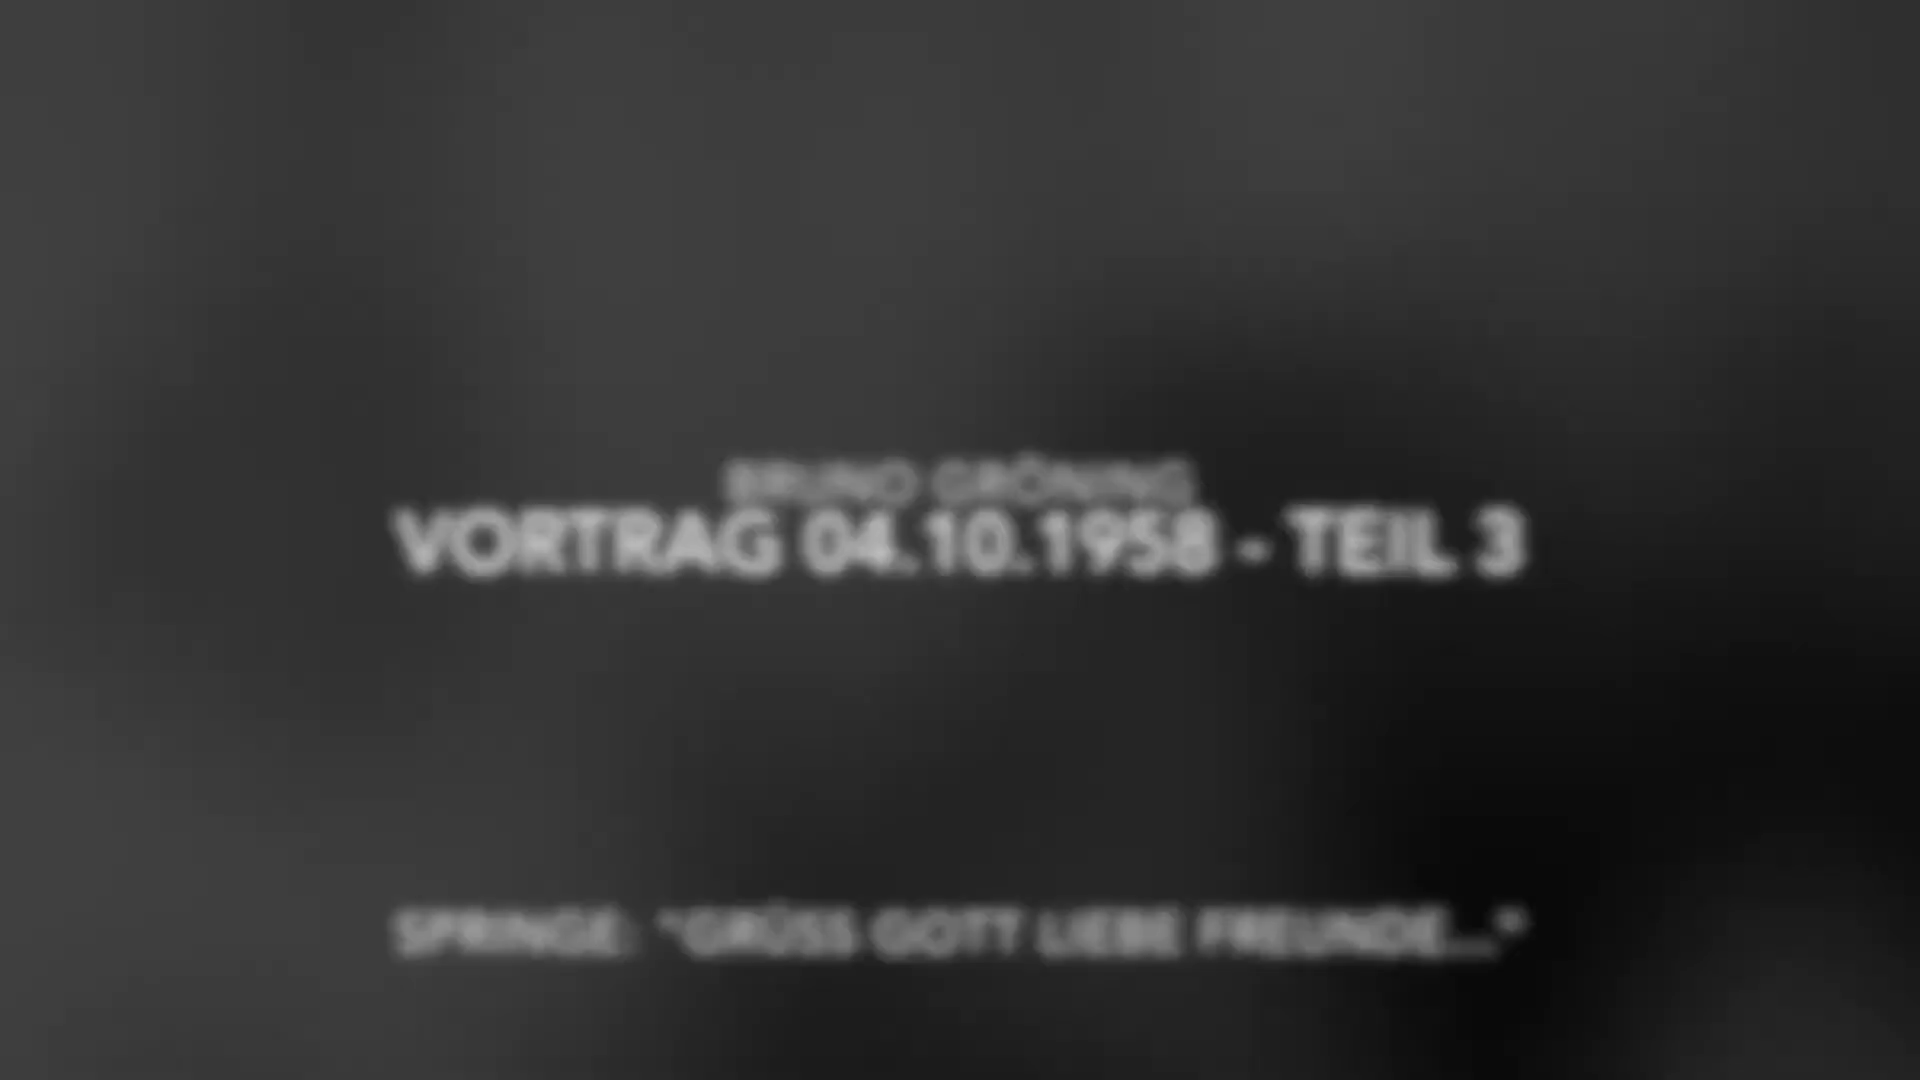 BRUNO GRÖNING
VORTRAG 04.10.1958 - TEIL 3
SPRINGE: "GRÜSS GOTT LIEBE FREUNDE..."